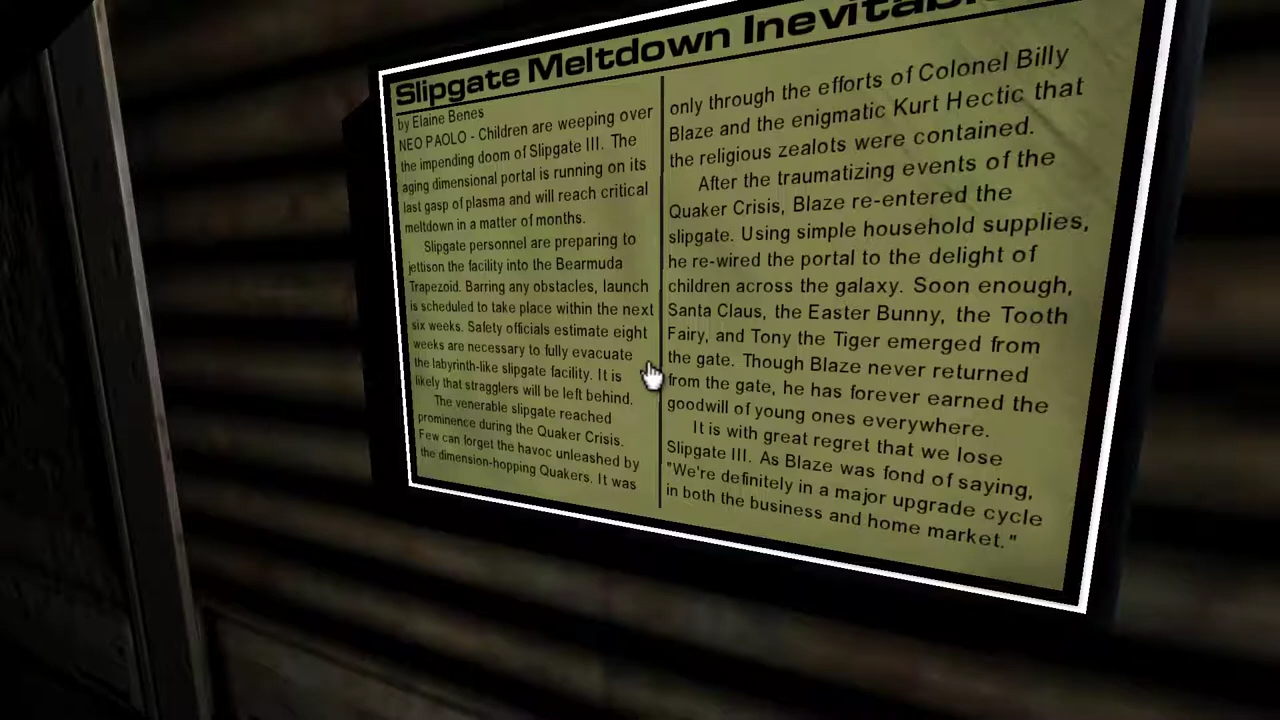 Slipgate Meltdown
by Elaine Benes
NEO PAOLO - Children are weeping over
the impending doom of Slipgate III. The
aging dimensional portal is running on its
last gasp of plasma and will reach critical
meltdown in a matter of months.
Slipgate personnel are preparing to
jettison the facility into the Bearmuda
Trapezoid. Barring any obstacles, launch
is scheduled to take place within the next
six weeks. Safety officials estimate eight
weeks are necessary to fully evacuate
the labyrinth-like slipgate facility. It is
likely that stragglers will be left behind.
The venerable slipgate reached
prominence during the Quaker Crisis.
Few can forget the havoc unleashed by
the dimension-hopping Quakers. It was
only through the efforts of Colonel Billy
Blaze and the enigmatic Kurt Hectic that
the religious zealots were contained.
After the traumatizing events of the
Quaker Crisis, Blaze re-entered the
slipgate. Using simple household supplies,
he re-wired the portal to the delight of
children across the galaxy. Soon enough,
Santa Claus, the Easter Bunny, the Tooth
Fairy, and Tony the Tiger emerged from
the gate. Though Blaze never returned
from the gate, he has forever earned the
goodwill of young ones everywhere.
It is with great regret that we lose
Slipgate III. As Blaze was fond of saying,
"We're definitely in a major upgrade cycle
in both the business and home market."